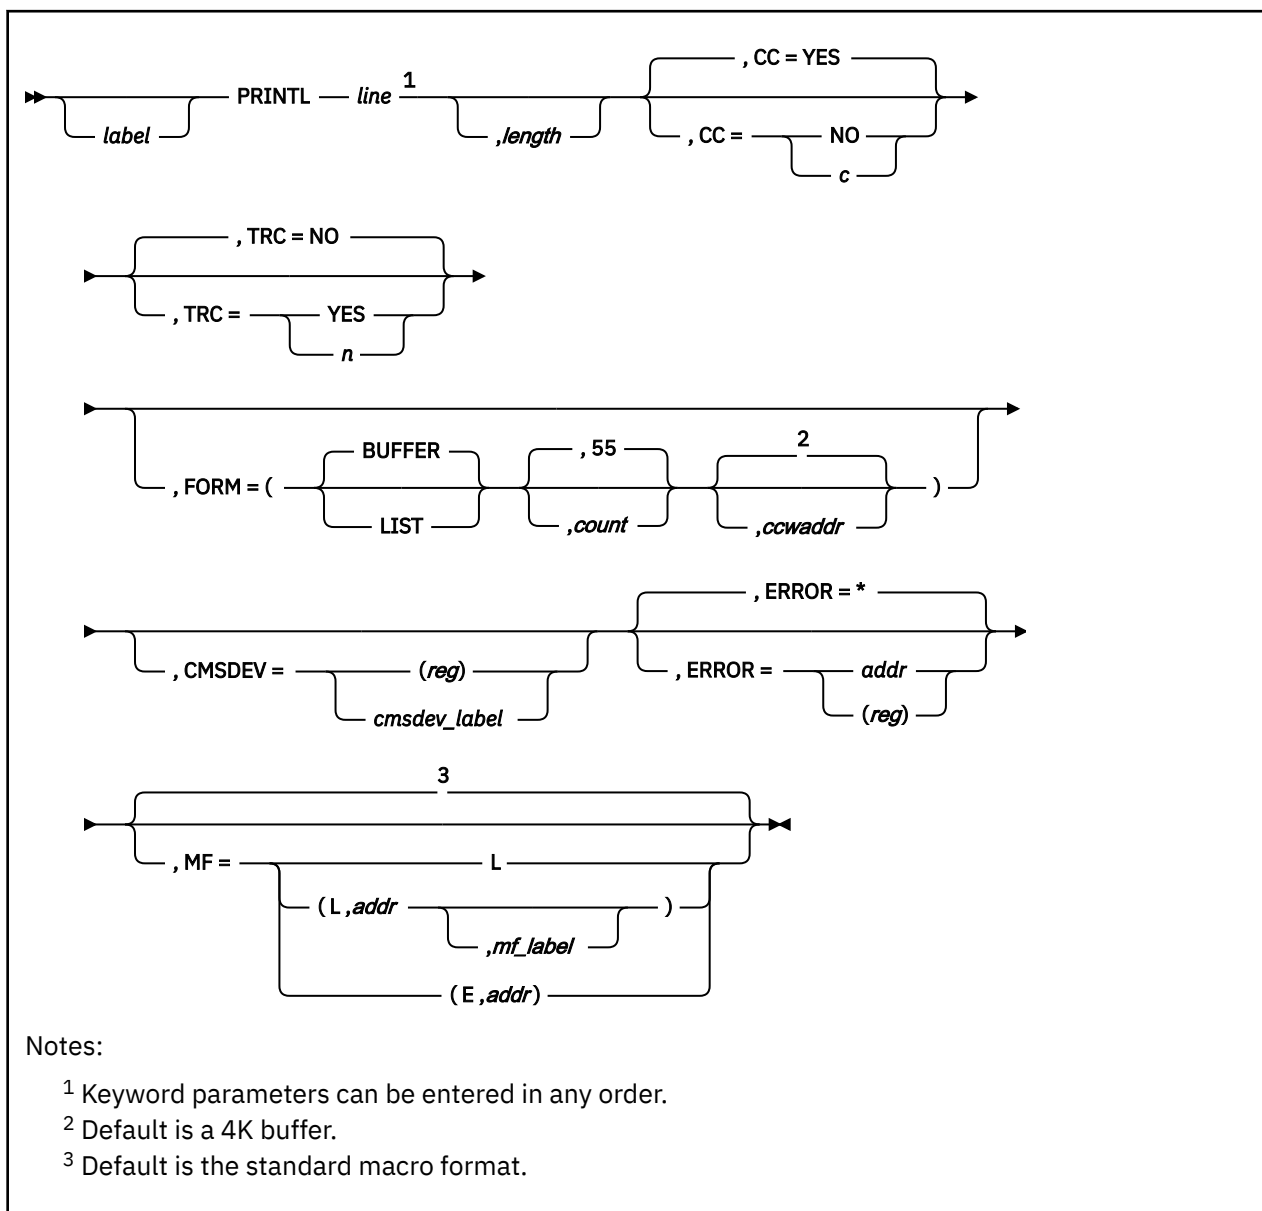 , CC = YES
PRINTL line 1
label ,length , CC = NO
c
, TRC = NO
, TRC = YES
n
2
BUFFER , 55
, FORM = ( )
LIST ,count ,ccwaddr
, ERROR = *
, CMSDEV = (reg) , ERROR = addr
cmsdev_label (reg)
3
, MF = L
( L ,addr )
,mf_label
( E ,addr)
Notes:
1 Keyword parameters can be entered in any order.
2 Default is a 4K buffer.
3 Default is the standard macro format.